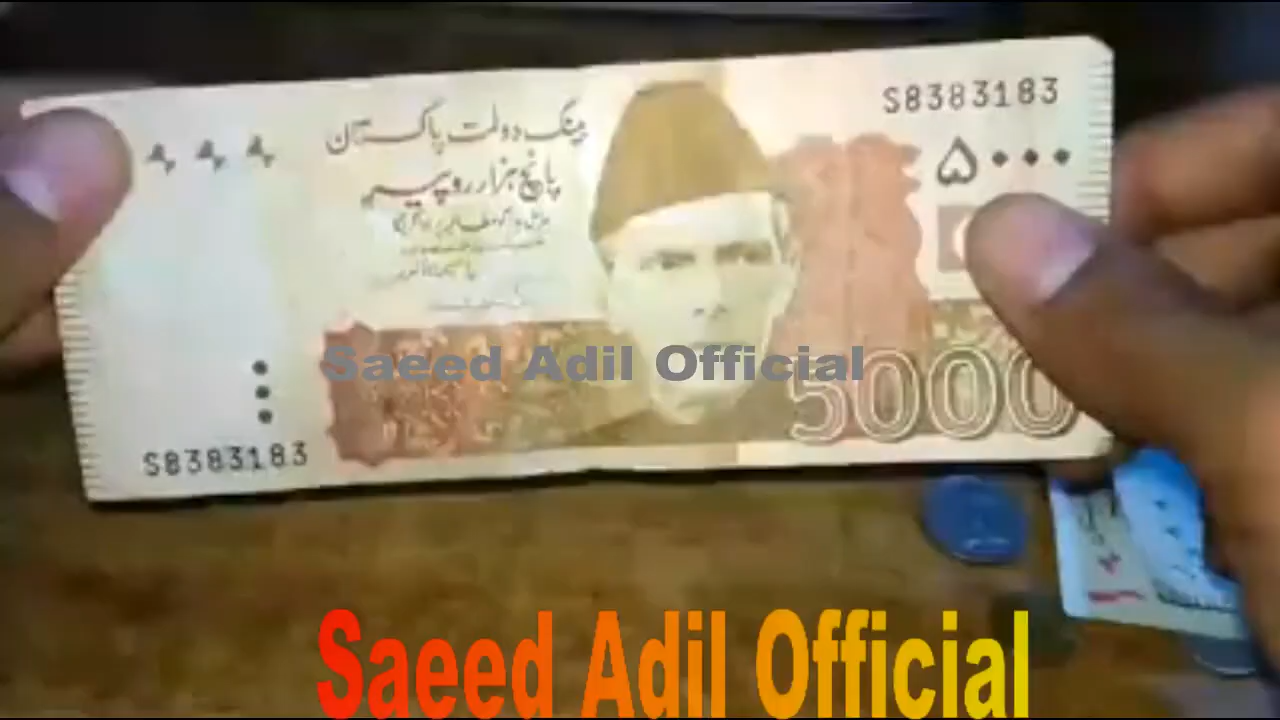 S8383183
۵۰۰۰
بینک دولت پاکستان
پانچ ہزار روپیہ
Saeed Adil Official
5000
S8383183
Saeed Adil Official